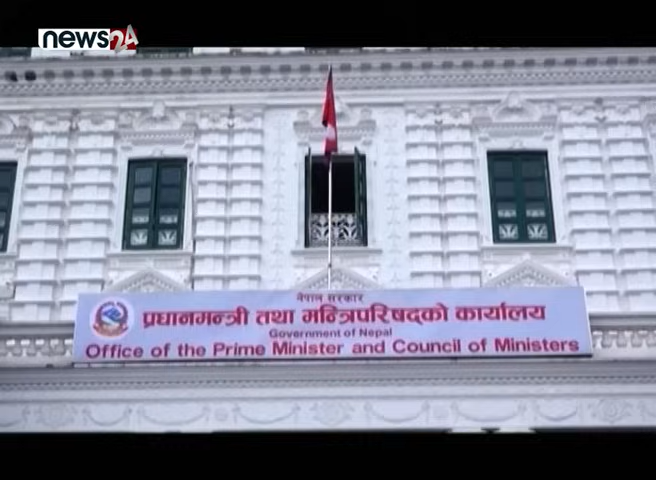 news24
नेपाल सरकार
प्रधानमन्त्री तथा मन्त्रिपरिषद्को कार्यालय
Government of Nepal
Office of the Prime Minister and Council of Ministers